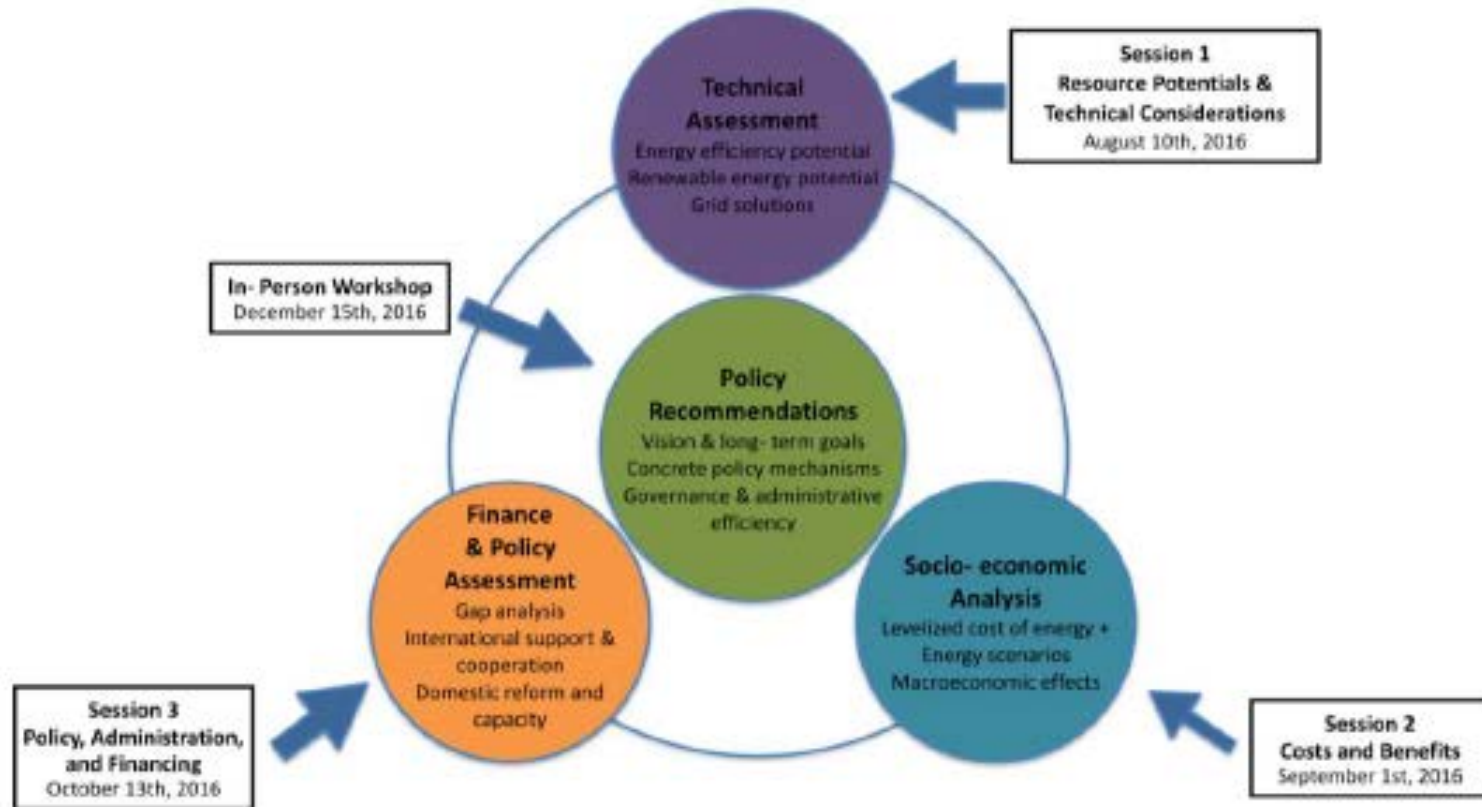 Technical
Assessment
Energy efficiency potential
Renewable energy potential
Grid solutions
Session 1
Resource Potentials &
Technical Considerations
August 10th, 2016
In- Person Workshop
December 15th, 2016
Policy
Recommendations
Vision & long- term goals
Concrete policy mechanisms
Governance & administrative
efficiency
Finance
& Policy
Assessment
Gap analysis
International support &
cooperation
Domestic reform and
capacity
Socio- economic
Analysis
Levelized cost of energy +
Energy scenarios
Macroeconomic effects
Session 3
Policy, Administration,
and Financing
October 13th, 2016
Session 2
Costs and Benefits
September 1st, 2016